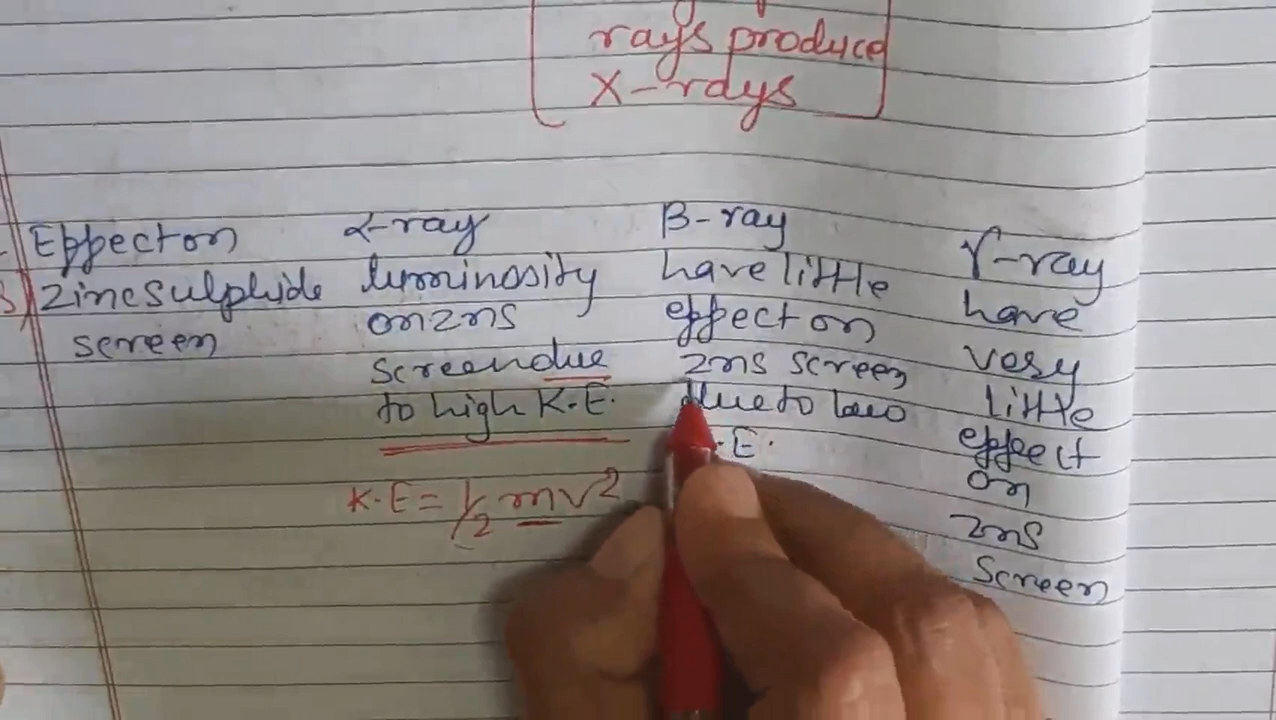 rays produce
X-rays
Effect on
Zinc sulphide
screen
α-ray
luminosity
on ZnS
screen due
to high K.E.
K.E = 1/2 mv²
β-ray
have little
effect on
ZnS screen
due to low
.E.
γ-ray
have
very
little
effect
on
ZnS
screen